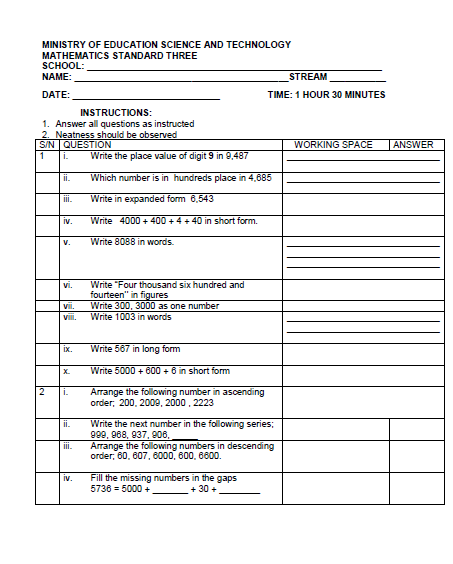 MINISTRY OF EDUCATION SCIENCE AND TECHNOLOGY
MATHEMATICS STANDARD THREE
SCHOOL: ____________________
NAME: ____________________STREAM __________
DATE: ____________________ TIME: 1 HOUR 30 MINUTES
INSTRUCTIONS:
1. Answer all questions as instructed
2. Neatness should be observed
S/N QUESTION WORKING SPACE ANSWER
1 i. Write the place value of digit 9 in 9,487
ii. Which number is in hundreds place in 4,685
iii. Write in expanded form 6,543
iv. Write 4000 + 400 + 4 + 40 in short form.
v. Write 8088 in words.
vi. Write "Four thousand six hundred and
fourteen" in figures
vii. Write 300, 3000 as one number
viii. Write 1003 in words
ix. Write 567 in long form
x. Write 5000 + 600 + 6 in short form
2 i. Arrange the following number in ascending
order; 200, 2009, 2000 , 2223
ii. Write the next number in the following series;
999, 968, 937, 906, _____
iii. Arrange the following numbers in descending
order; 60, 607, 6000, 600, 6600.
iv. Fill the missing numbers in the gaps
5736 = 5000 + _______ + 30 + ________